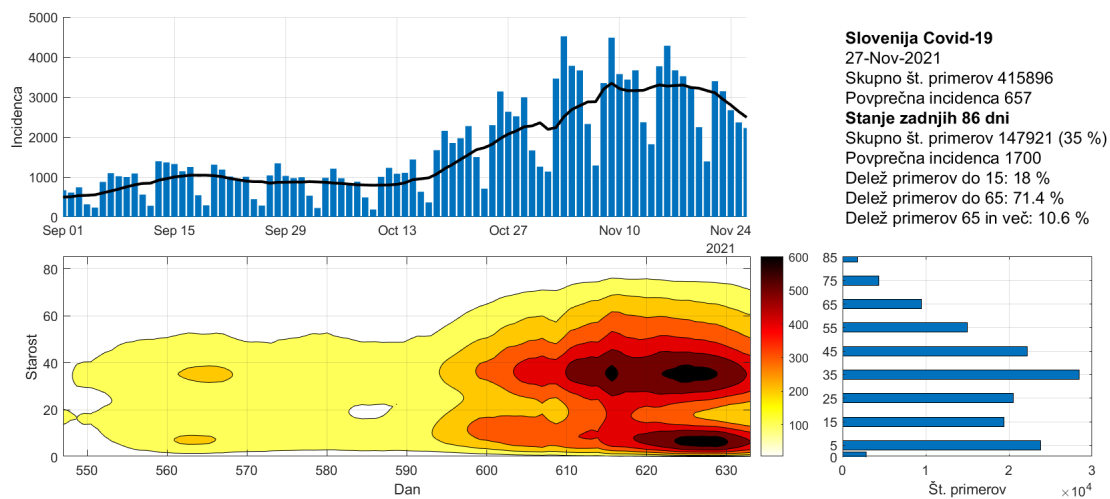 5000
4000
3000
2000
1000
0
Incidenca
Sep 01
Sep 15
Sep 29
Oct 13
Oct 27
Nov 10
Nov 24
2021
Slovenija Covid-19
27-Nov-2021
Skupno št. primerov 415896
Povprečna incidenca 657
Stanje zadnjih 86 dni
Skupno št. primerov 147921 (35 %)
Povprečna incidenca 1700
Delež primerov do 15: 18 %
Delež primerov do 65: 71.4 %
Delež primerov 65 in več: 10.6 %
80
60
40
20
0
Starost
550
560
570
580
590
600
610
620
630
Dan
600
500
400
300
200
100
85
75
65
55
45
35
25
15
5
0
0
1
2
3
Št. primerov
×10⁴